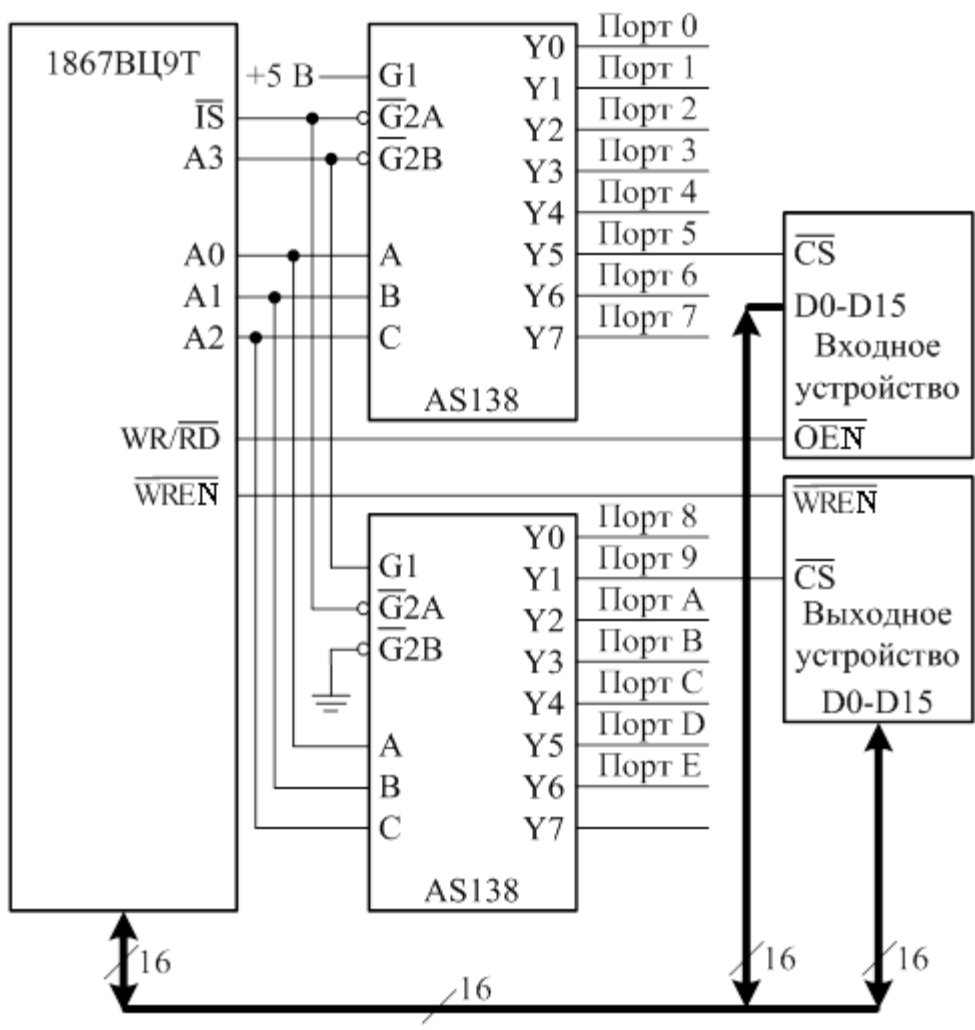 1867ВЦ9Т
IS
A3
A0
A1
A2
WR/RD
WREN
+5 В
G1
G2A
G2B
A
B
C
Y0
Y1
Y2
Y3
Y4
Y5
Y6
Y7
AS138
Порт 0
Порт 1
Порт 2
Порт 3
Порт 4
Порт 5
Порт 6
Порт 7
CS
D0-D15
Входное
устройство
OEN
G1
G2A
G2B
A
B
C
Y0
Y1
Y2
Y3
Y4
Y5
Y6
Y7
AS138
Порт 8
Порт 9
Порт A
Порт B
Порт C
Порт D
Порт E
WREN
CS
Выходное
устройство
D0-D15
16
16
16
16